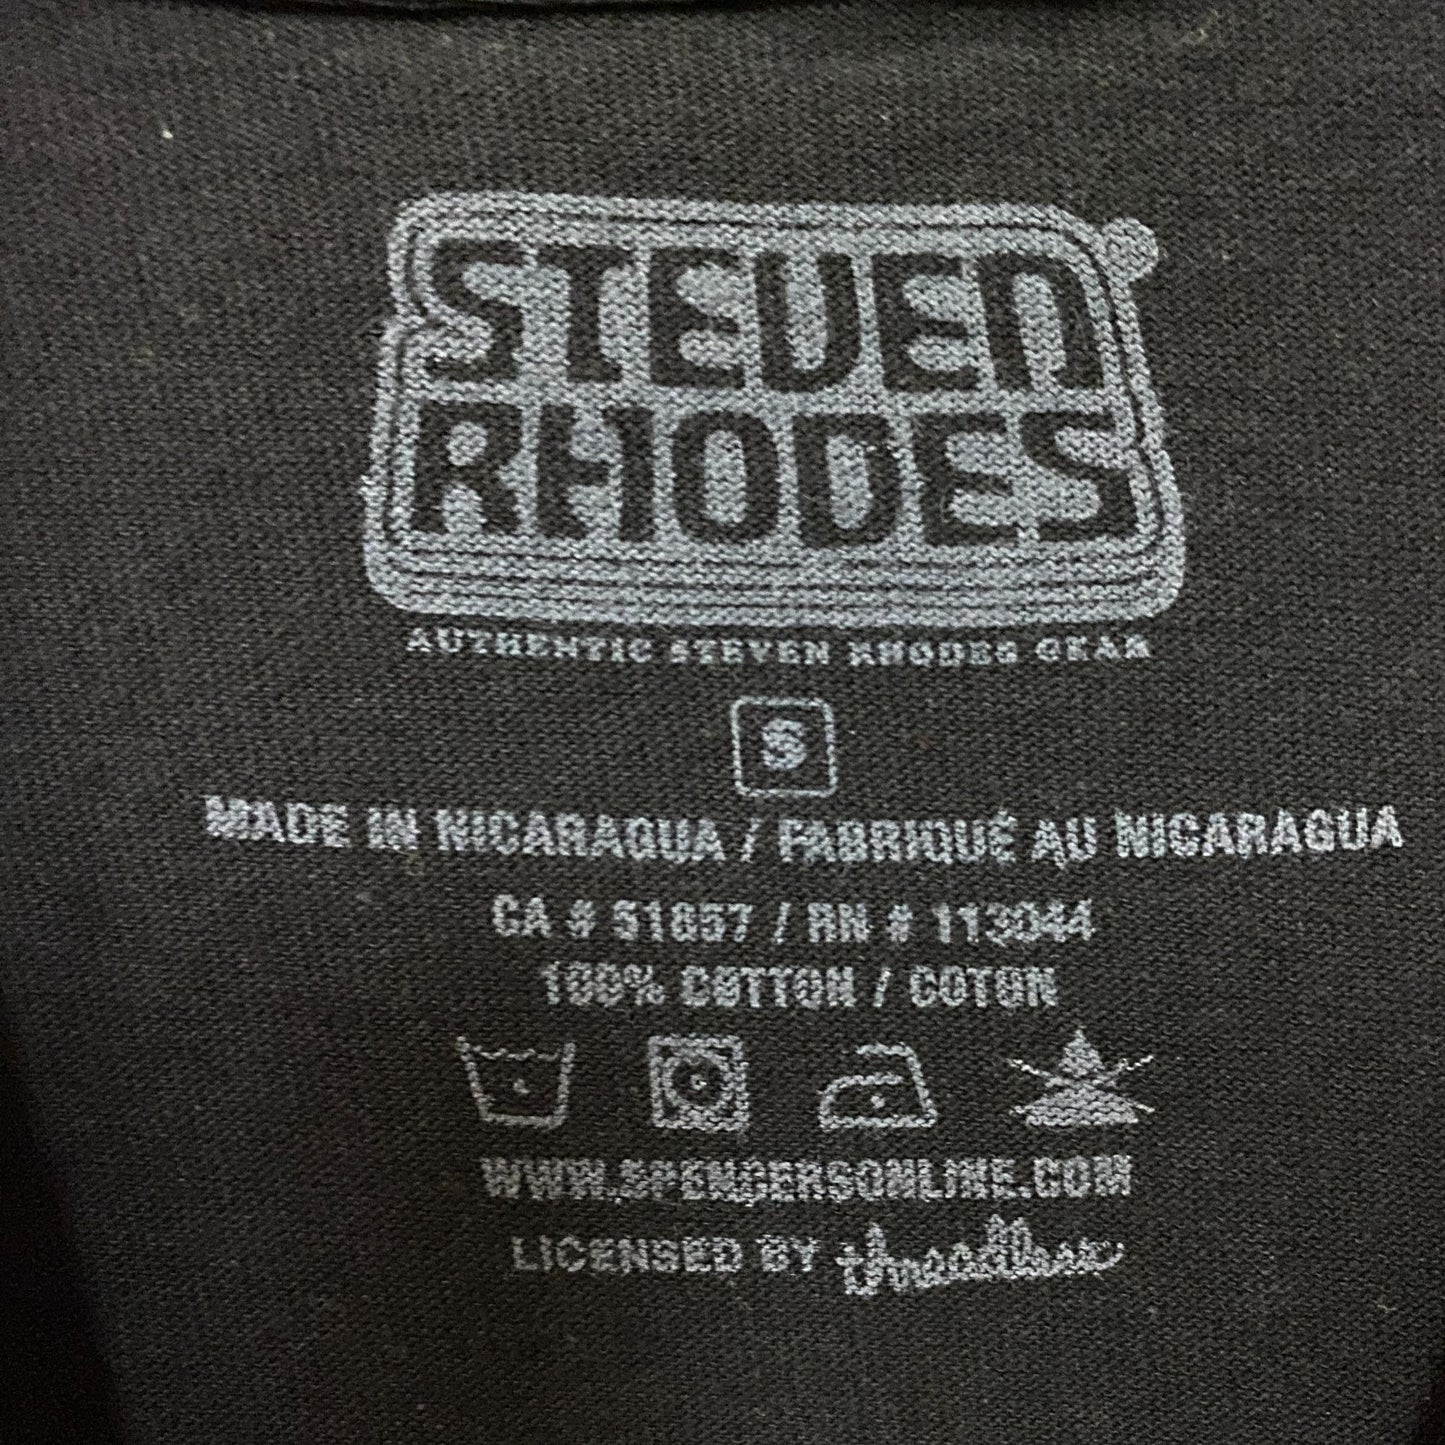 STEVEN
RHODES
AUTHENTIC STEVEN RHODES GEAR
S
MADE IN NICARAGUA / FABRIQUÉ AU NICARAGUA
CA # 51857 / RN # 113044
100% COTTON / COTON
WWW.SPENCERSONLINE.COM
LICENSED BY threadless